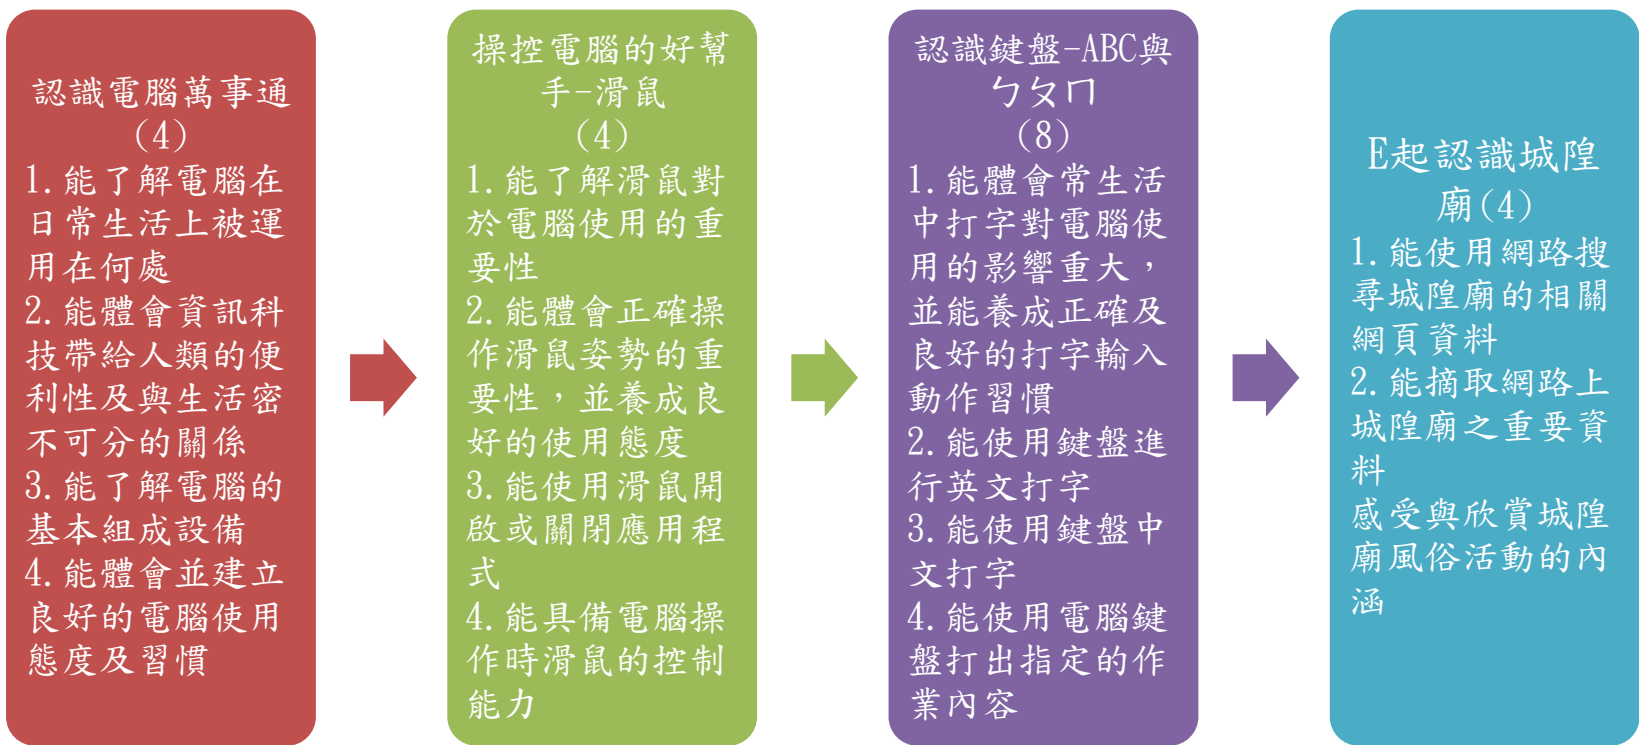 認識電腦萬事通
(4)
1.能了解電腦在
日常生活上被運
用在何處
2.能體會資訊科
技帶給人類的便
利性及與生活密
不可分的關係
3.能了解電腦的
基本組成設備
4.能體會並建立
良好的電腦使用
態度及習慣
操控電腦的好幫
手-滑鼠
(4)
1.能了解滑鼠對
於電腦使用的重
要性
2.能體會正確操
作滑鼠姿勢的重
要性，並養成良
好的使用態度
3.能使用滑鼠開
啟或關閉應用程
式
4.能具備電腦操
作時滑鼠的控制
能力
認識鍵盤-ABC與
ㄅㄆㄇ
(8)
1.能體會常生活
中打字對電腦使
用的影響重大，
並能養成正確及
良好的打字輸入
動作習慣
2.能使用鍵盤進
行英文打字
3.能使用鍵盤中
文打字
4.能使用電腦鍵
盤打出指定的作
業內容
E起認識城隍
廟(4)
1.能使用網路搜
尋城隍廟的相關
網頁資料
2.能摘取網路上
城隍廟之重要資
料
感受與欣賞城隍
廟風俗活動的內
涵